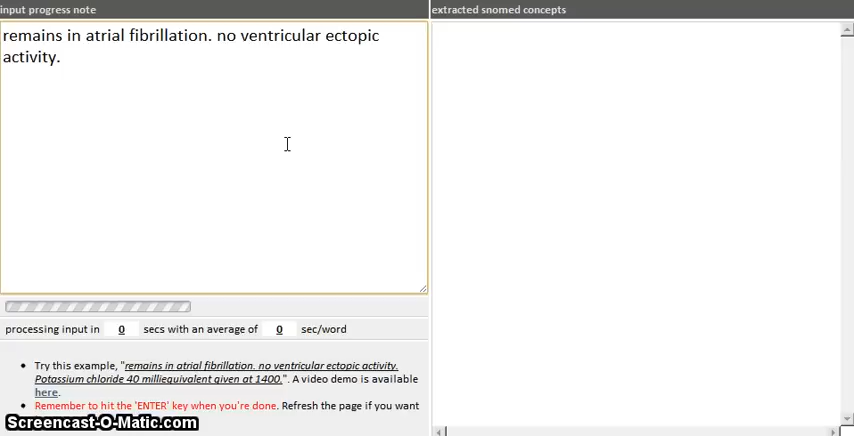 input progress note
extracted snomed concepts
remains in atrial fibrillation. no ventricular ectopic
activity.
processing input in 0 secs with an average of 0 sec/word
Try this example, "remains in atrial fibrillation. no ventricular ectopic activity.
Potassium chloride 40 milliequivalent given at 1400.". A video demo is available
here.
Remember to hit the 'ENTER' key when you're done. Refresh the page if you want
Screencast-O-Matic.com